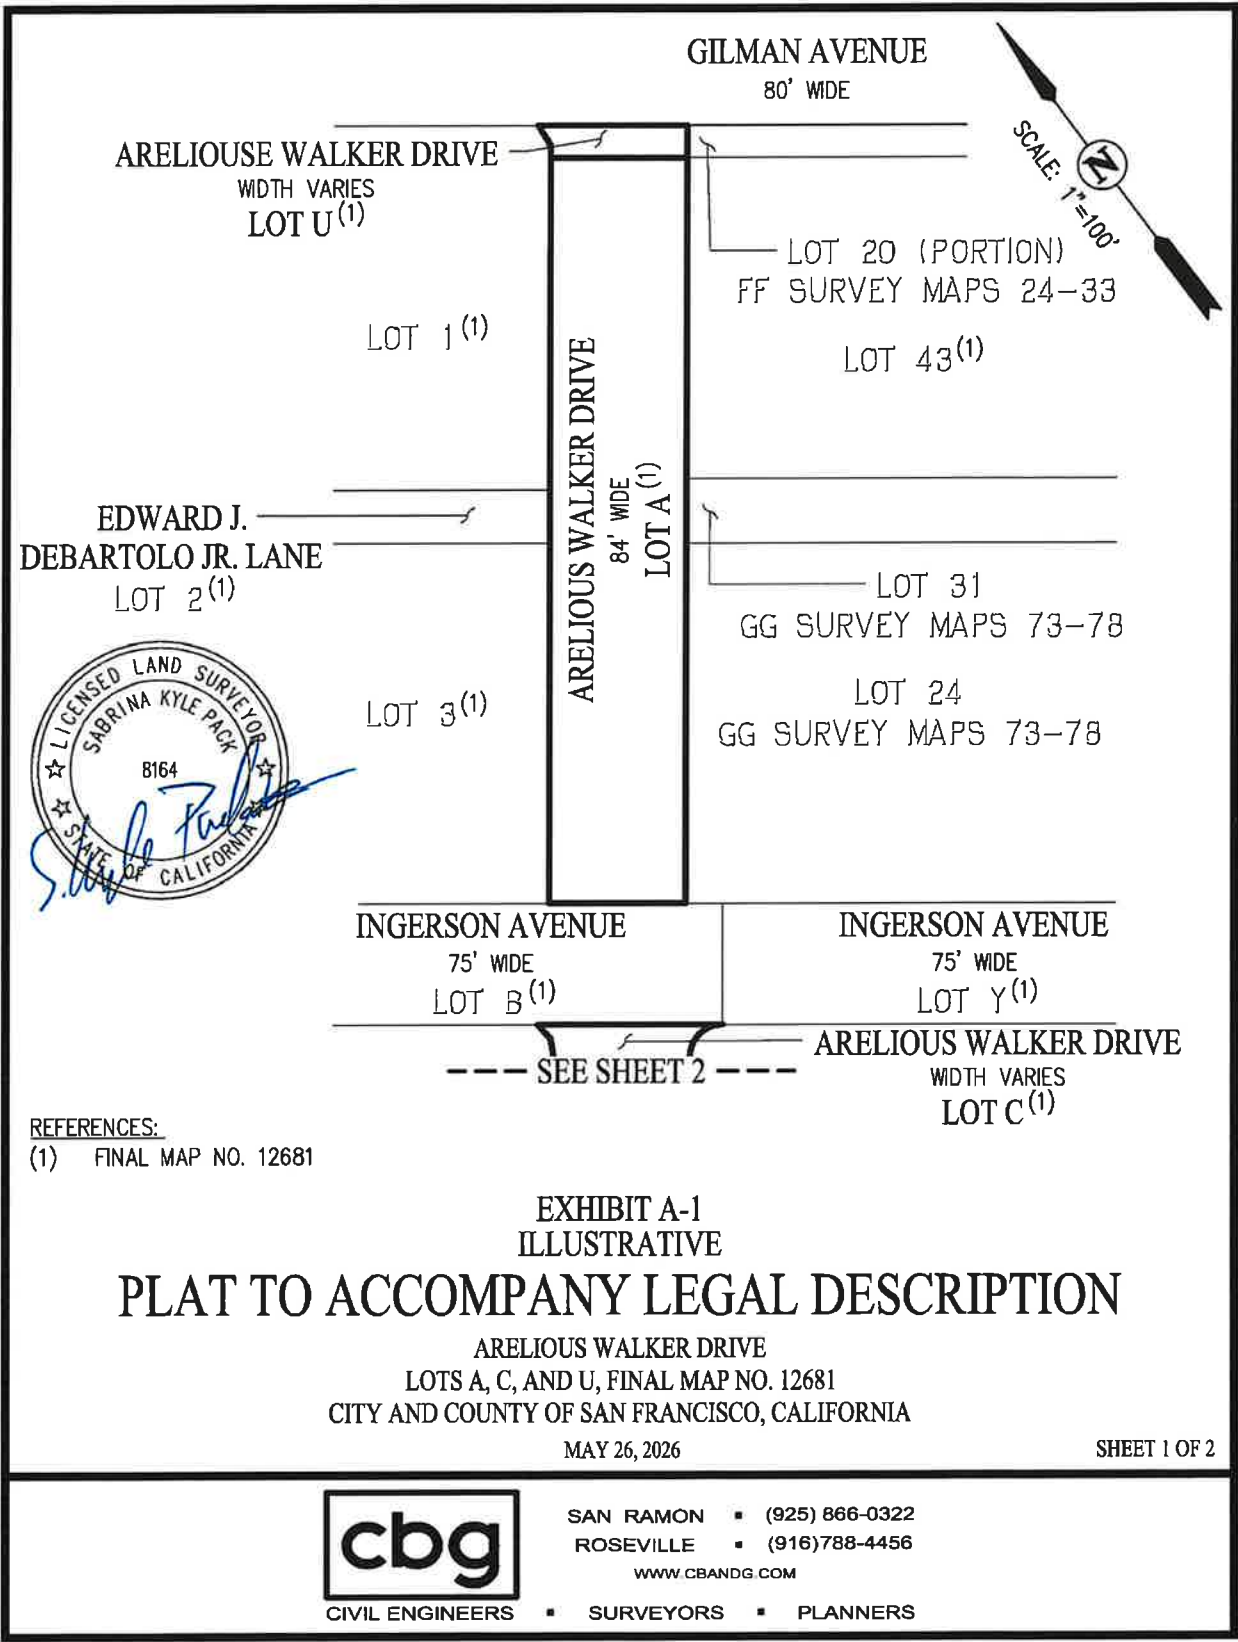 GILMAN AVENUE
80' WIDE
ARELIOUSE WALKER DRIVE
WIDTH VARIES
LOT U(1)
SCALE: 1"=100'
N
LOT 20 (PORTION)
FF SURVEY MAPS 24-33
LOT 1(1)
LOT 43(1)
ARELIOUS WALKER DRIVE
84' WIDE
LOT A(1)
EDWARD J.
DEBARTOLO JR. LANE
LOT 2(1)
LOT 31
GG SURVEY MAPS 73-78
LOT 24
GG SURVEY MAPS 73-78
LOT 3(1)
LICENSED LAND SURVEYOR
SABRINA KYLE PACK
8164
STATE OF CALIFORNIA
INGERSON AVENUE
75' WIDE
LOT B(1)
INGERSON AVENUE
75' WIDE
LOT Y(1)
ARELIOUS WALKER DRIVE
WIDTH VARIES
LOT C(1)
--- SEE SHEET 2 ---
REFERENCES:
(1) FINAL MAP NO. 12681
EXHIBIT A-1
ILLUSTRATIVE
PLAT TO ACCOMPANY LEGAL DESCRIPTION
ARELIOUS WALKER DRIVE
LOTS A, C, AND U, FINAL MAP NO. 12681
CITY AND COUNTY OF SAN FRANCISCO, CALIFORNIA
MAY 26, 2026
SHEET 1 OF 2
cbg
SAN RAMON ▪ (925) 866-0322
ROSEVILLE ▪ (916)788-4456
WWW.CBANDG.COM
CIVIL ENGINEERS ▪ SURVEYORS ▪ PLANNERS